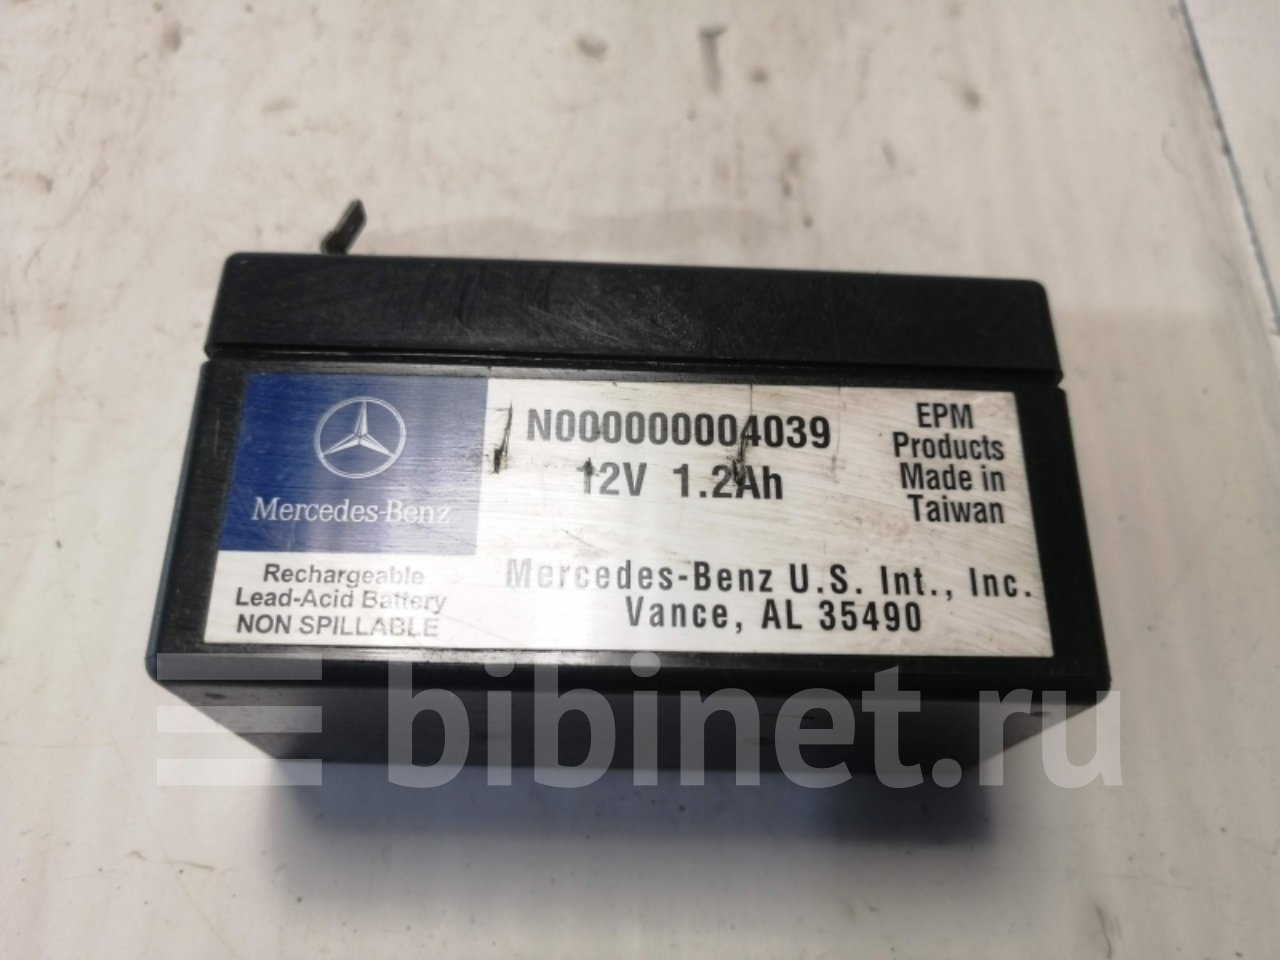 N000000004039
12V 1.2Ah
EPM
Products
Made in
Taiwan
Mercedes-Benz
Rechargeable
Lead-Acid Battery
NON SPILLABLE
Mercedes-Benz U.S. Int., Inc.
Vance, AL 35490
bibinet.ru